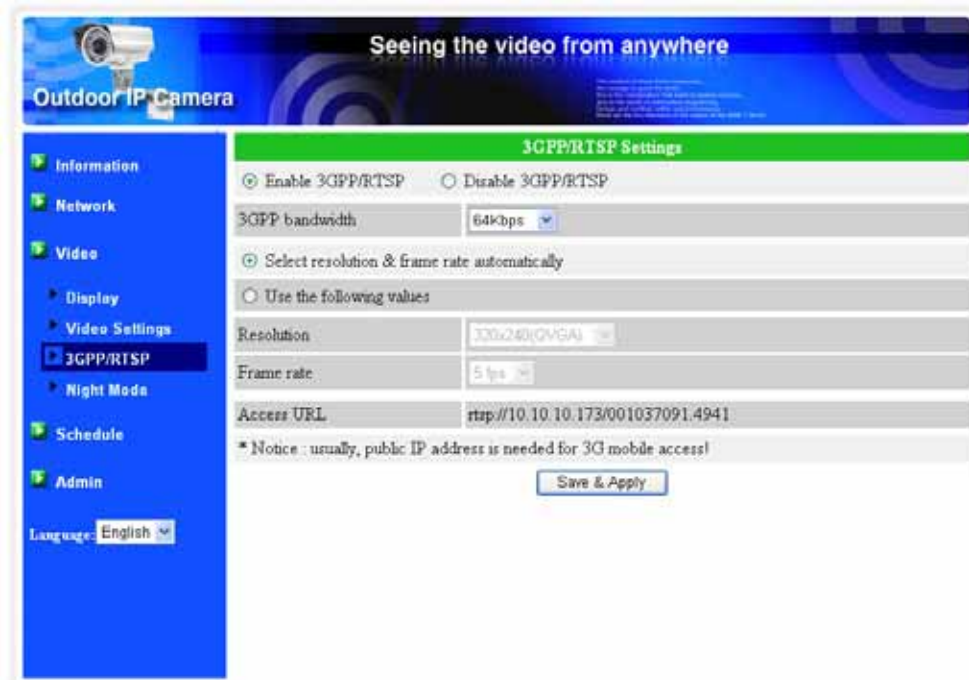 Seeing the video from anywhere
Outdoor IP Camera
Information
Network
Video
Display
Video Settings
3GPP/RTSP
Night Mode
Schedule
Admin
Language: English
3GPP/RTSP Settings
Enable 3GPP/RTSP Disable 3GPP/RTSP
3GPP bandwidth 64Kbps
Select resolution & frame rate automatically
Use the following values
Resolution 320x240(QVGA)
Frame rate 5 fps
Access URL rtsp://10.10.10.173/001037091.4941
* Notice : usually, public IP address is needed for 3G mobile access!
Save & Apply